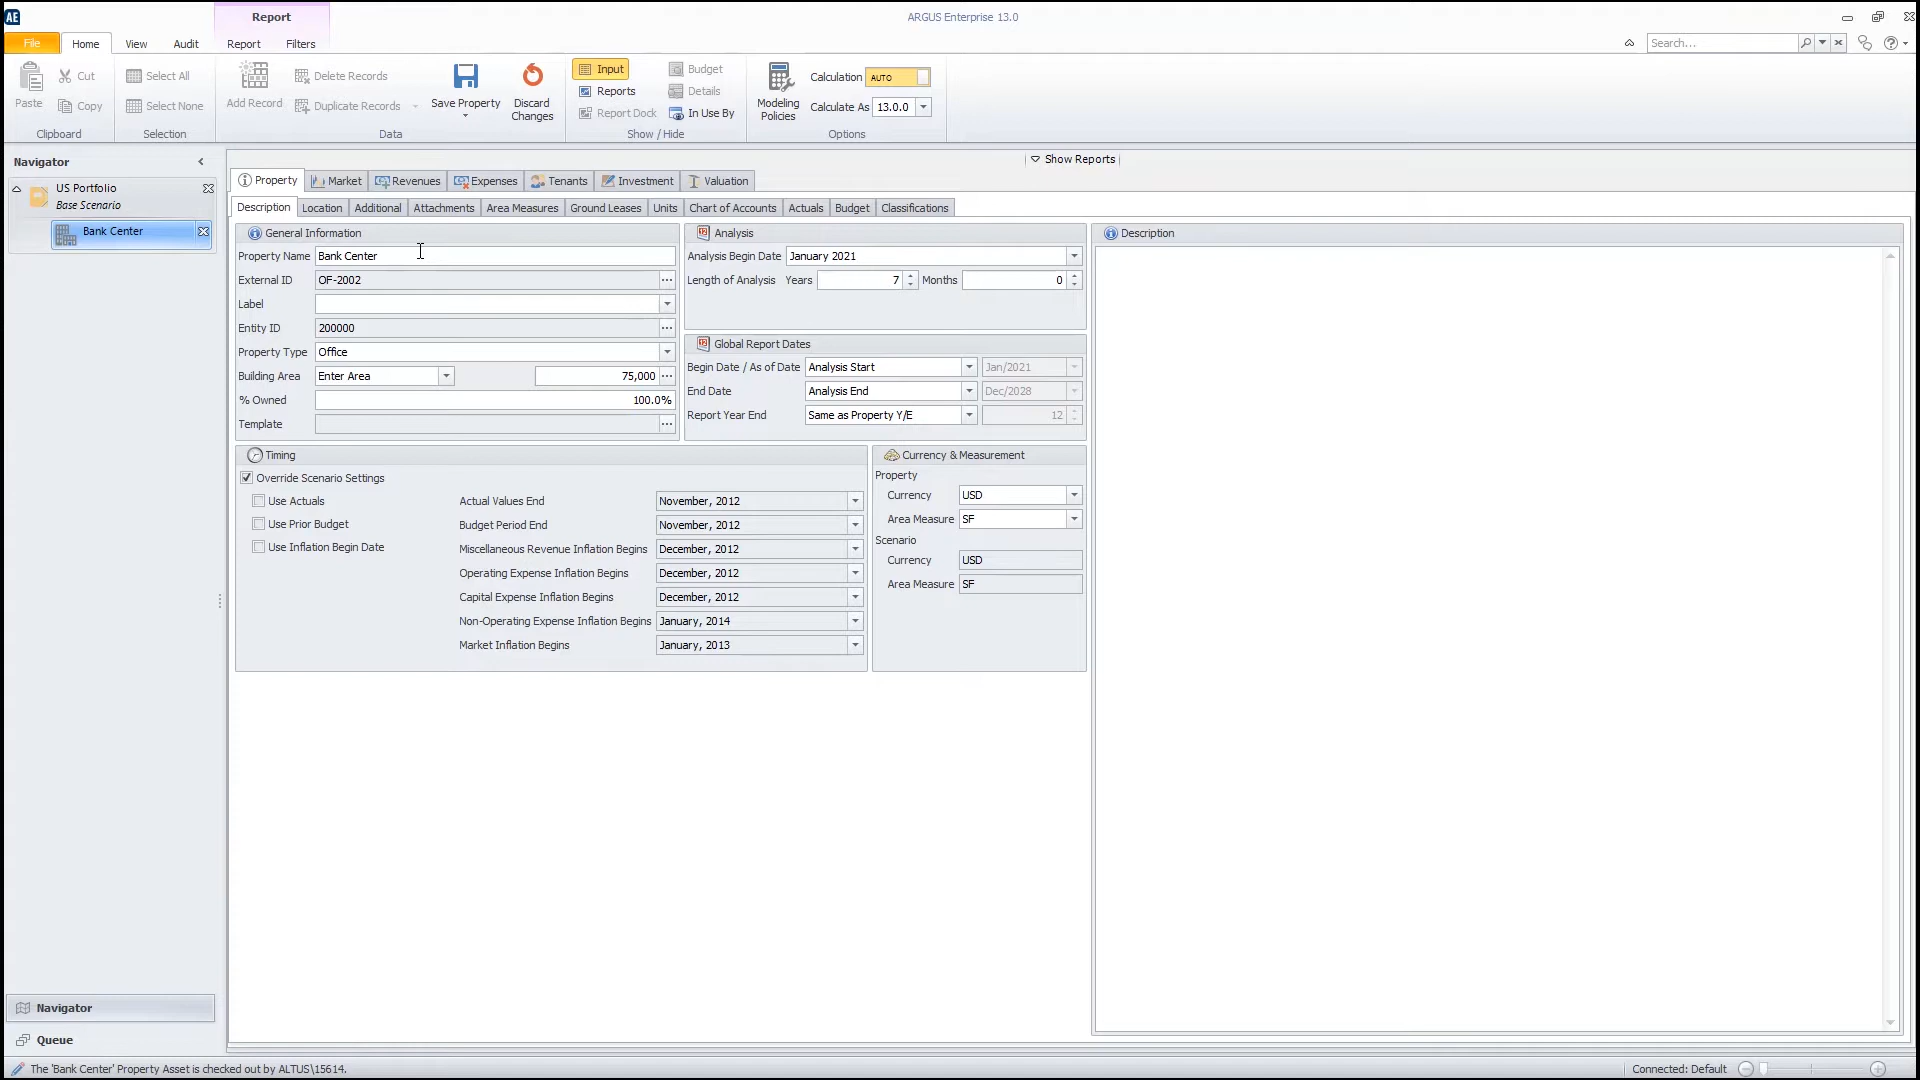 AE
Report
ARGUS Enterprise 13.0
File
Home
View
Audit
Report
Filters
Search...
Paste
Cut
Copy
Clipboard
Select All
Select None
Selection
Add Record
Delete Records
Duplicate Records
Save Property
Discard Changes
Data
Input
Reports
Report Dock
Budget
Details
In Use By
Show / Hide
Modeling Policies
Calculation AUTO
Calculate As 13.0.0
Options
Navigator
US Portfolio
Base Scenario
Bank Center
Show Reports
Property
Market
Revenues
Expenses
Tenants
Investment
Valuation
Description
Location
Additional
Attachments
Area Measures
Ground Leases
Units
Chart of Accounts
Actuals
Budget
Classifications
General Information
Property Name Bank Center
External ID OF-2002
Label
Entity ID 200000
Property Type Office
Building Area Enter Area 75,000
% Owned 100.0%
Template
Analysis
Analysis Begin Date January 2021
Length of Analysis Years 7 Months 0
Global Report Dates
Begin Date / As of Date Analysis Start Jan/2021
End Date Analysis End Dec/2028
Report Year End Same as Property Y/E 12
Description
Timing
Override Scenario Settings
Use Actuals
Use Prior Budget
Use Inflation Begin Date
Actual Values End November, 2012
Budget Period End November, 2012
Miscellaneous Revenue Inflation Begins December, 2012
Operating Expense Inflation Begins December, 2012
Capital Expense Inflation Begins December, 2012
Non-Operating Expense Inflation Begins January, 2014
Market Inflation Begins January, 2013
Currency & Measurement
Property
Currency USD
Area Measure SF
Scenario
Currency USD
Area Measure SF
Navigator
Queue
The 'Bank Center' Property Asset is checked out by ALTUS\15614.
Connected: Default